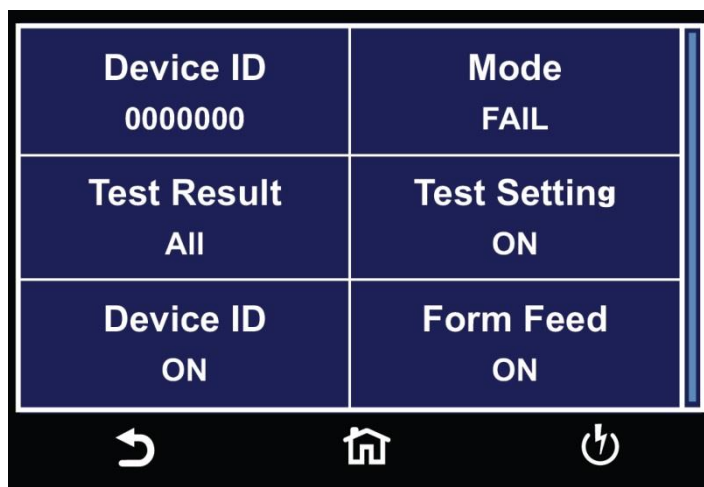 Device ID
0000000
Mode
FAIL
Test Result
All
Test Setting
ON
Device ID
ON
Form Feed
ON